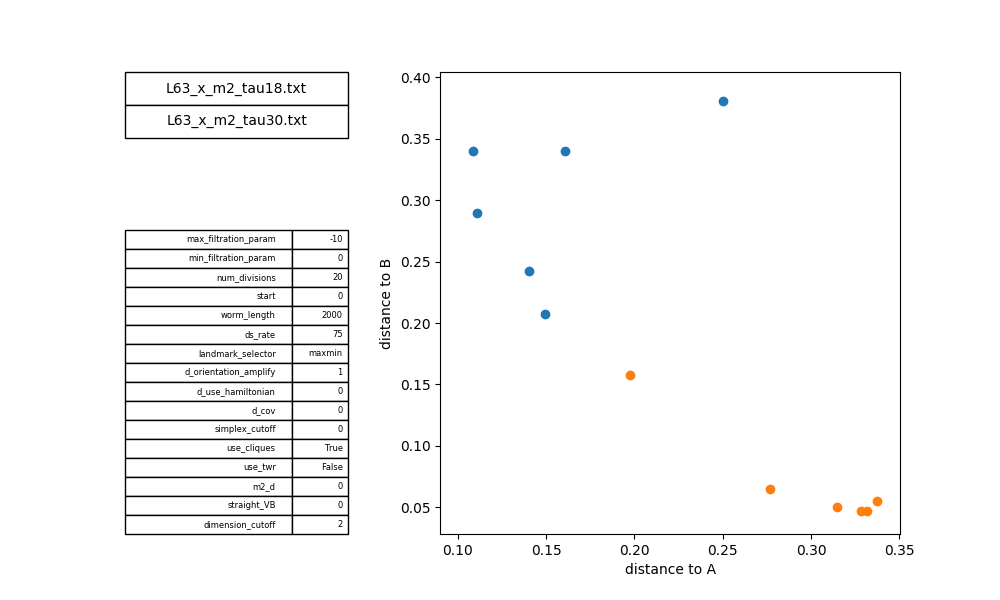 L63_x_m2_tau18.txt
L63_x_m2_tau30.txt
max_filtration_param -10
min_filtration_param 0
num_divisions 20
start 0
worm_length 2000
ds_rate 75
landmark_selector maxmin
d_orientation_amplify 1
d_use_hamiltonian 0
d_cov 0
simplex_cutoff 0
use_cliques True
use_twr False
m2_d 0
straight_VB 0
dimension_cutoff 2
distance to B
0.40
0.35
0.30
0.25
0.20
0.15
0.10
0.05
0.10 0.15 0.20 0.25 0.30 0.35
distance to A